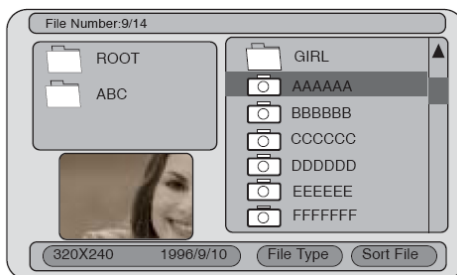 File Number:9/14
ROOT
ABC
GIRL
AAAAAA
BBBBBB
CCCCCC
DDDDDD
EEEEEE
FFFFFFF
320X240 1996/9/10 File Type Sort File